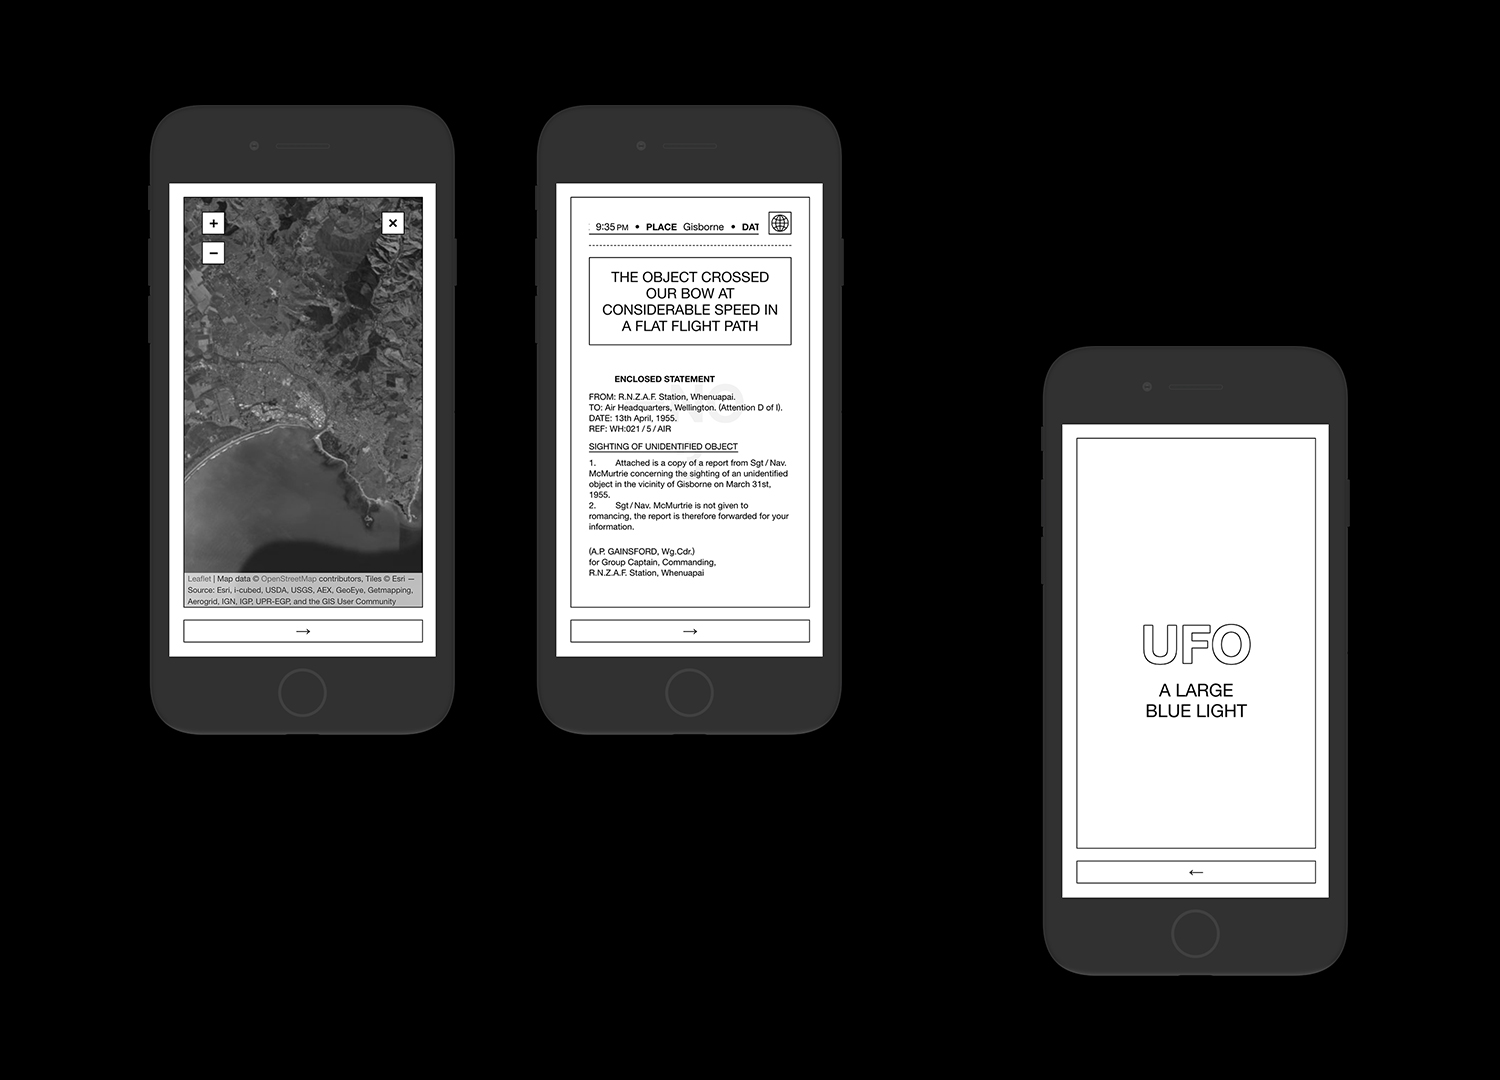 +
×
−
Leaflet | Map data © OpenStreetMap contributors, Tiles © Esri —
Source: Esri, i-cubed, USDA, USGS, AEX, GeoEye, Getmapping,
Aerogrid, IGN, IGP, UPR-EGP, and the GIS User Community
→
9:35 PM • PLACE Gisborne • DAT
THE OBJECT CROSSED
OUR BOW AT
CONSIDERABLE SPEED IN
A FLAT FLIGHT PATH
NO
ENCLOSED STATEMENT
FROM: R.N.Z.A.F. Station, Whenuapai.
TO: Air Headquarters, Wellington. (Attention D of I).
DATE: 13th April, 1955.
REF: WH:021 / 5 / AIR
SIGHTING OF UNIDENTIFIED OBJECT
1. Attached is a copy of a report from Sgt / Nav.
McMurtrie concerning the sighting of an unidentified
object in the vicinity of Gisborne on March 31st,
1955.
2. Sgt / Nav. McMurtrie is not given to
romancing, the report is therefore forwarded for your
information.
(A.P. GAINSFORD, Wg.Cdr.)
for Group Captain, Commanding,
R.N.Z.A.F. Station, Whenuapai
→
UFO
A LARGE
BLUE LIGHT
←